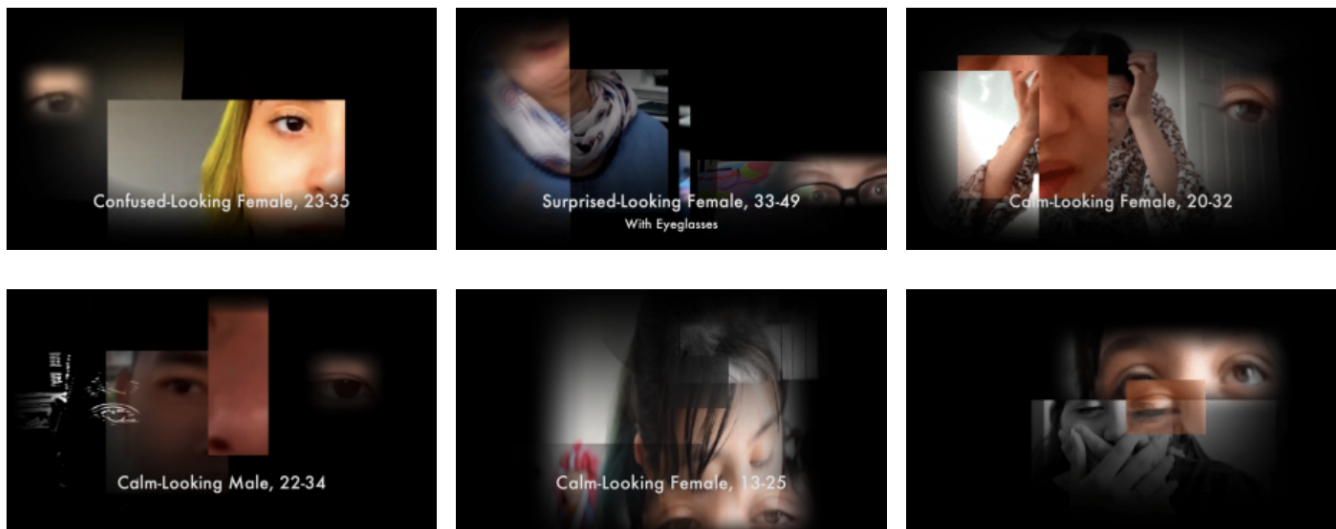 Confused-Looking Female, 23-35
Surprised-Looking Female, 33-49
With Eyeglasses
Calm-Looking Female, 20-32
Calm-Looking Male, 22-34
Calm-Looking Female, 13-25